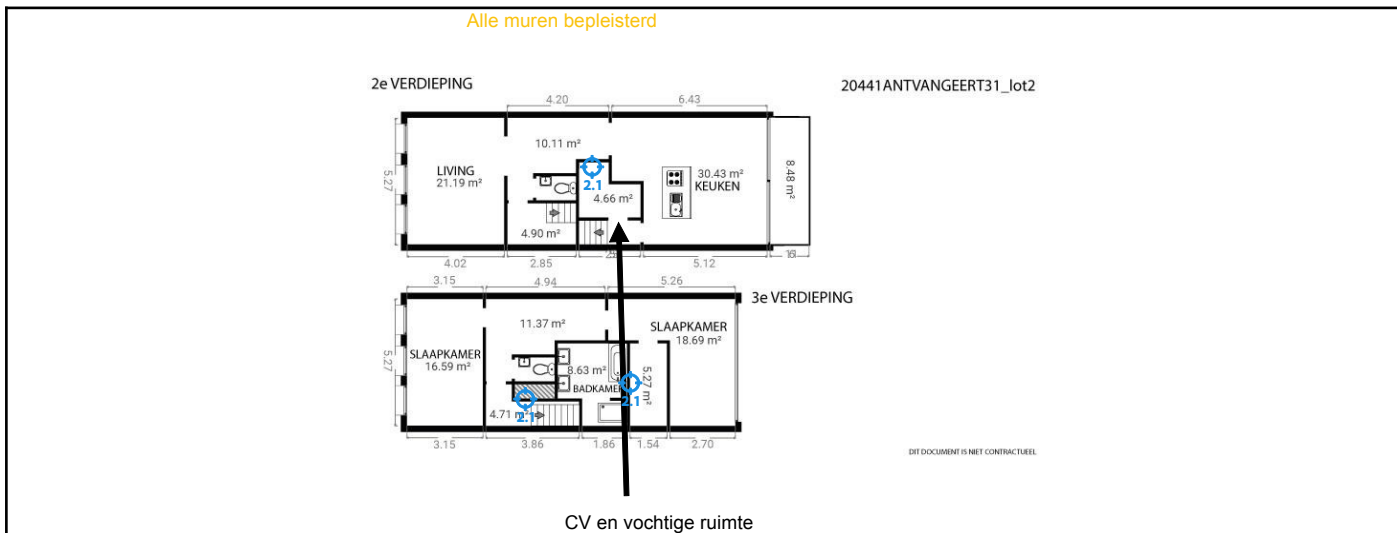 Alle muren bepleisterd
2e VERDIEPING
20441ANTVANGEERT31_lot2
4.20
6.43
10.11 m²
LIVING
21.19 m²
5.27
2.1
30.43 m²
KEUKEN
8.48 m²
4.66 m²
4.90 m²
4.02
2.85
5.12
3.15
4.94
5.26
3e VERDIEPING
11.37 m²
SLAAPKAMER
18.69 m²
SLAAPKAMER
16.59 m²
5.27
8.63 m²
BADKAMER
5.27 m²
2.1
4.71 m²
2.1
3.15
3.86
1.86
1.54
2.70
DIT DOCUMENT IS NIET CONTRACTUEEL
CV en vochtige ruimte